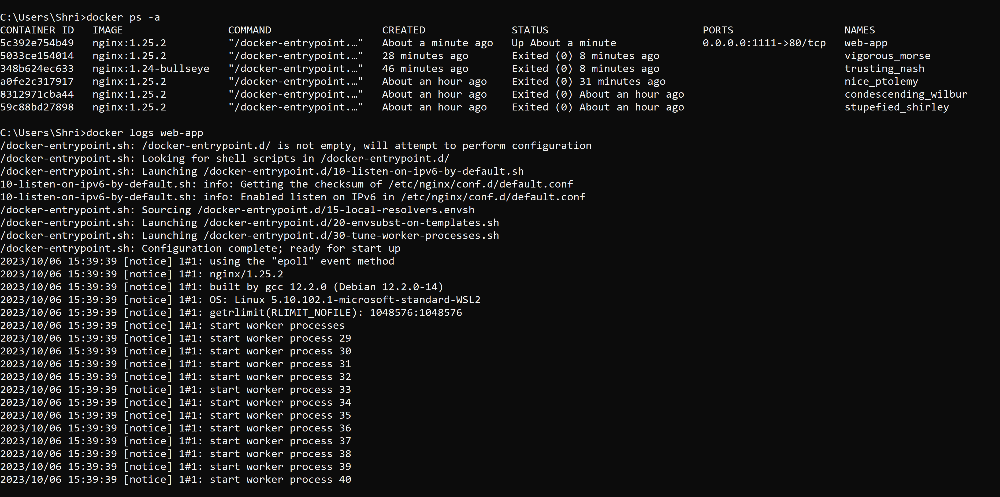 C:\Users\Shri>docker ps -a
CONTAINER ID   IMAGE                 COMMAND                  CREATED              STATUS                         PORTS                  NAMES
5c392e754b49   nginx:1.25.2          "/docker-entrypoint.…"   About a minute ago   Up About a minute              0.0.0.0:1111->80/tcp   web-app
5033ce154014   nginx:1.25.2          "/docker-entrypoint.…"   28 minutes ago       Exited (0) 8 minutes ago                              vigorous_morse
348b624ec633   nginx:1.24-bullseye   "/docker-entrypoint.…"   46 minutes ago       Exited (0) 8 minutes ago                              trusting_nash
a0fe2c317917   nginx:1.25.2          "/docker-entrypoint.…"   About an hour ago    Exited (0) 31 minutes ago                             nice_ptolemy
8312971cba44   nginx:1.25.2          "/docker-entrypoint.…"   About an hour ago    Exited (0) About an hour ago                          condescending_wilbur
59c88bd27898   nginx:1.25.2          "/docker-entrypoint.…"   About an hour ago    Exited (0) About an hour ago                          stupefied_shirley
C:\Users\Shri>docker logs web-app
/docker-entrypoint.sh: /docker-entrypoint.d/ is not empty, will attempt to perform configuration
/docker-entrypoint.sh: Looking for shell scripts in /docker-entrypoint.d/
/docker-entrypoint.sh: Launching /docker-entrypoint.d/10-listen-on-ipv6-by-default.sh
10-listen-on-ipv6-by-default.sh: info: Getting the checksum of /etc/nginx/conf.d/default.conf
10-listen-on-ipv6-by-default.sh: info: Enabled listen on IPv6 in /etc/nginx/conf.d/default.conf
/docker-entrypoint.sh: Sourcing /docker-entrypoint.d/15-local-resolvers.envsh
/docker-entrypoint.sh: Launching /docker-entrypoint.d/20-envsubst-on-templates.sh
/docker-entrypoint.sh: Launching /docker-entrypoint.d/30-tune-worker-processes.sh
/docker-entrypoint.sh: Configuration complete; ready for start up
2023/10/06 15:39:39 [notice] 1#1: using the "epoll" event method
2023/10/06 15:39:39 [notice] 1#1: nginx/1.25.2
2023/10/06 15:39:39 [notice] 1#1: built by gcc 12.2.0 (Debian 12.2.0-14)
2023/10/06 15:39:39 [notice] 1#1: OS: Linux 5.10.102.1-microsoft-standard-WSL2
2023/10/06 15:39:39 [notice] 1#1: getrlimit(RLIMIT_NOFILE): 1048576:1048576
2023/10/06 15:39:39 [notice] 1#1: start worker processes
2023/10/06 15:39:39 [notice] 1#1: start worker process 29
2023/10/06 15:39:39 [notice] 1#1: start worker process 30
2023/10/06 15:39:39 [notice] 1#1: start worker process 31
2023/10/06 15:39:39 [notice] 1#1: start worker process 32
2023/10/06 15:39:39 [notice] 1#1: start worker process 33
2023/10/06 15:39:39 [notice] 1#1: start worker process 34
2023/10/06 15:39:39 [notice] 1#1: start worker process 35
2023/10/06 15:39:39 [notice] 1#1: start worker process 36
2023/10/06 15:39:39 [notice] 1#1: start worker process 37
2023/10/06 15:39:39 [notice] 1#1: start worker process 38
2023/10/06 15:39:39 [notice] 1#1: start worker process 39
2023/10/06 15:39:39 [notice] 1#1: start worker process 40